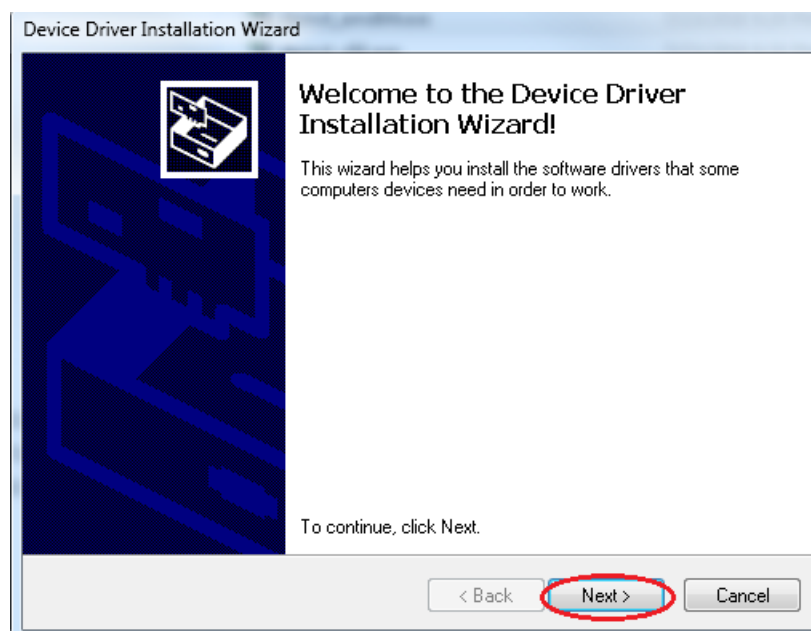 Device Driver Installation Wizard
Welcome to the Device Driver
Installation Wizard!
This wizard helps you install the software drivers that some
computers devices need in order to work.
To continue, click Next.
< Back
Next >
Cancel